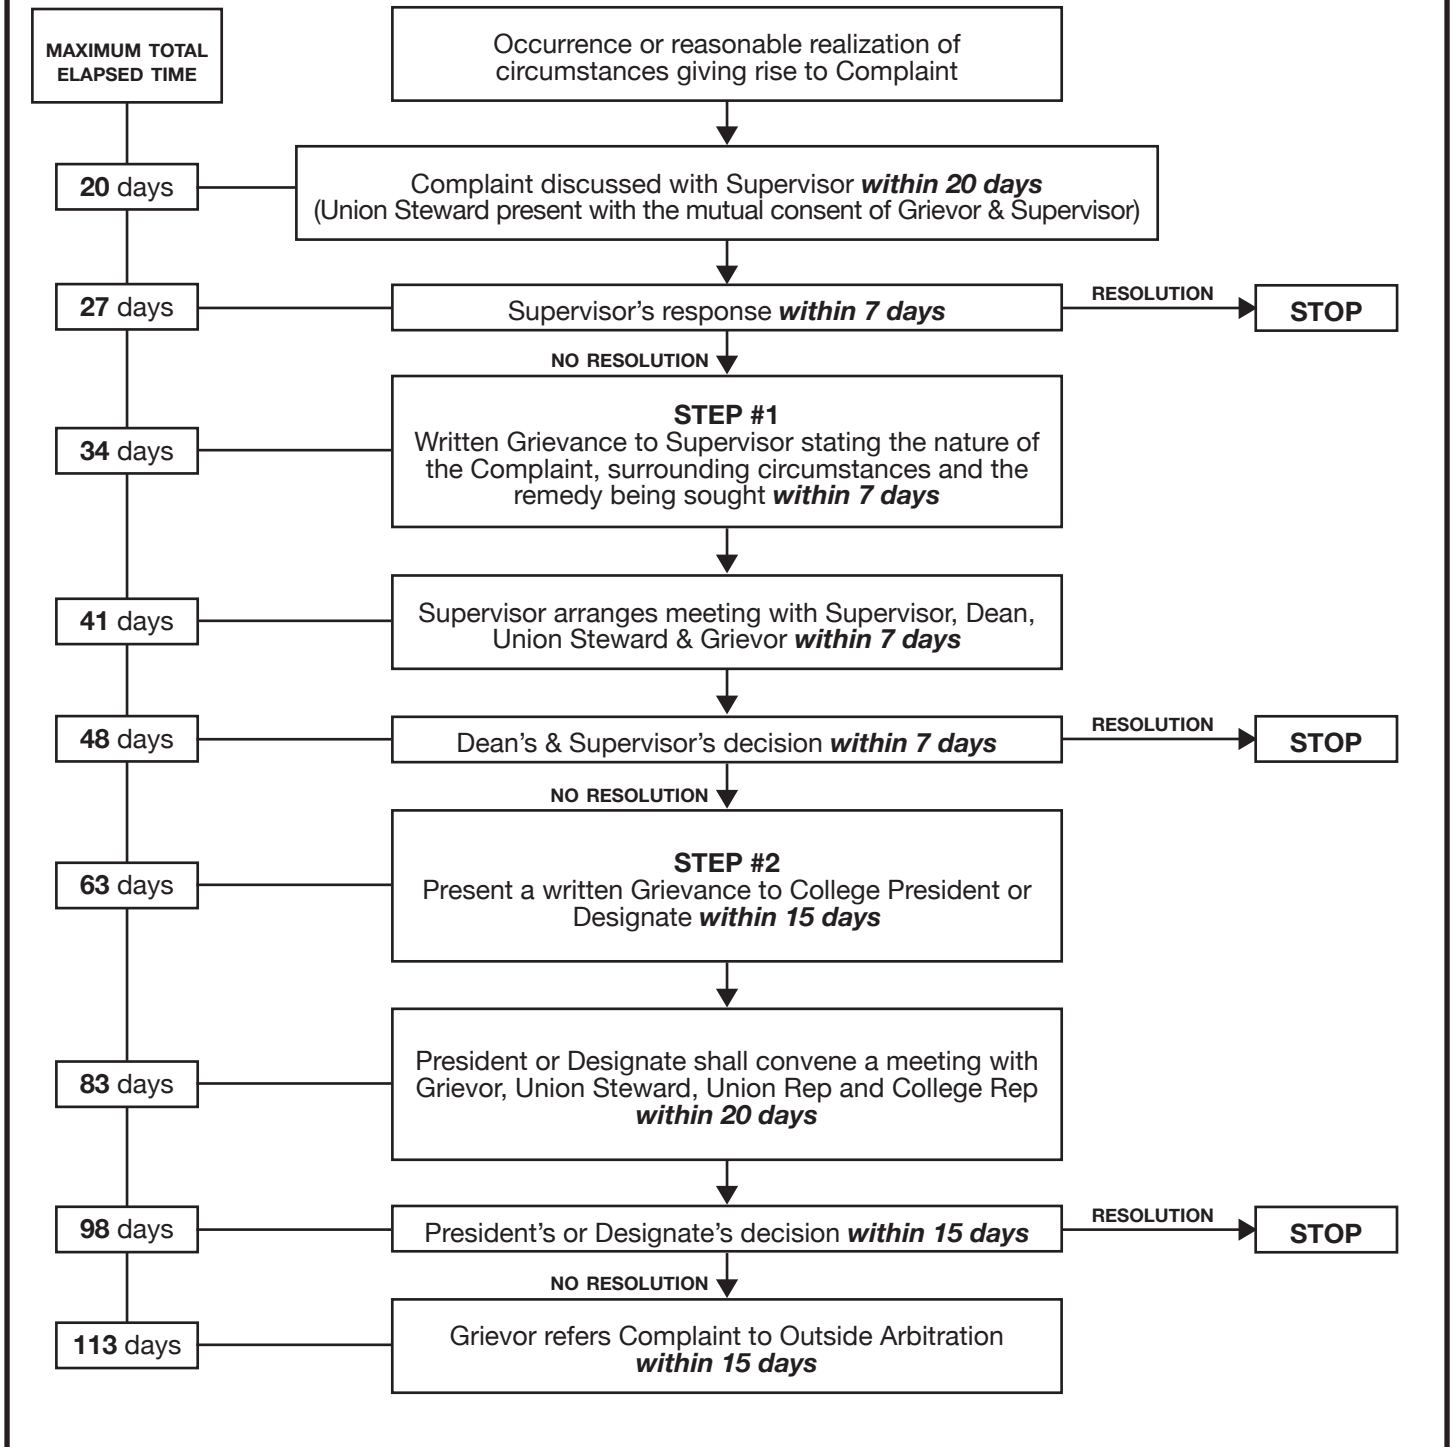 MAXIMUM TOTAL
ELAPSED TIME
Occurrence or reasonable realization of
circumstances giving rise to Complaint
20 days
Complaint discussed with Supervisor within 20 days
(Union Steward present with the mutual consent of Grievor & Supervisor)
27 days
Supervisor’s response within 7 days
RESOLUTION
STOP
NO RESOLUTION
34 days
STEP #1
Written Grievance to Supervisor stating the nature of
the Complaint, surrounding circumstances and the
remedy being sought within 7 days
41 days
Supervisor arranges meeting with Supervisor, Dean,
Union Steward & Grievor within 7 days
48 days
Dean’s & Supervisor’s decision within 7 days
RESOLUTION
STOP
NO RESOLUTION
63 days
STEP #2
Present a written Grievance to College President or
Designate within 15 days
83 days
President or Designate shall convene a meeting with
Grievor, Union Steward, Union Rep and College Rep
within 20 days
98 days
President’s or Designate’s decision within 15 days
RESOLUTION
STOP
NO RESOLUTION
113 days
Grievor refers Complaint to Outside Arbitration
within 15 days